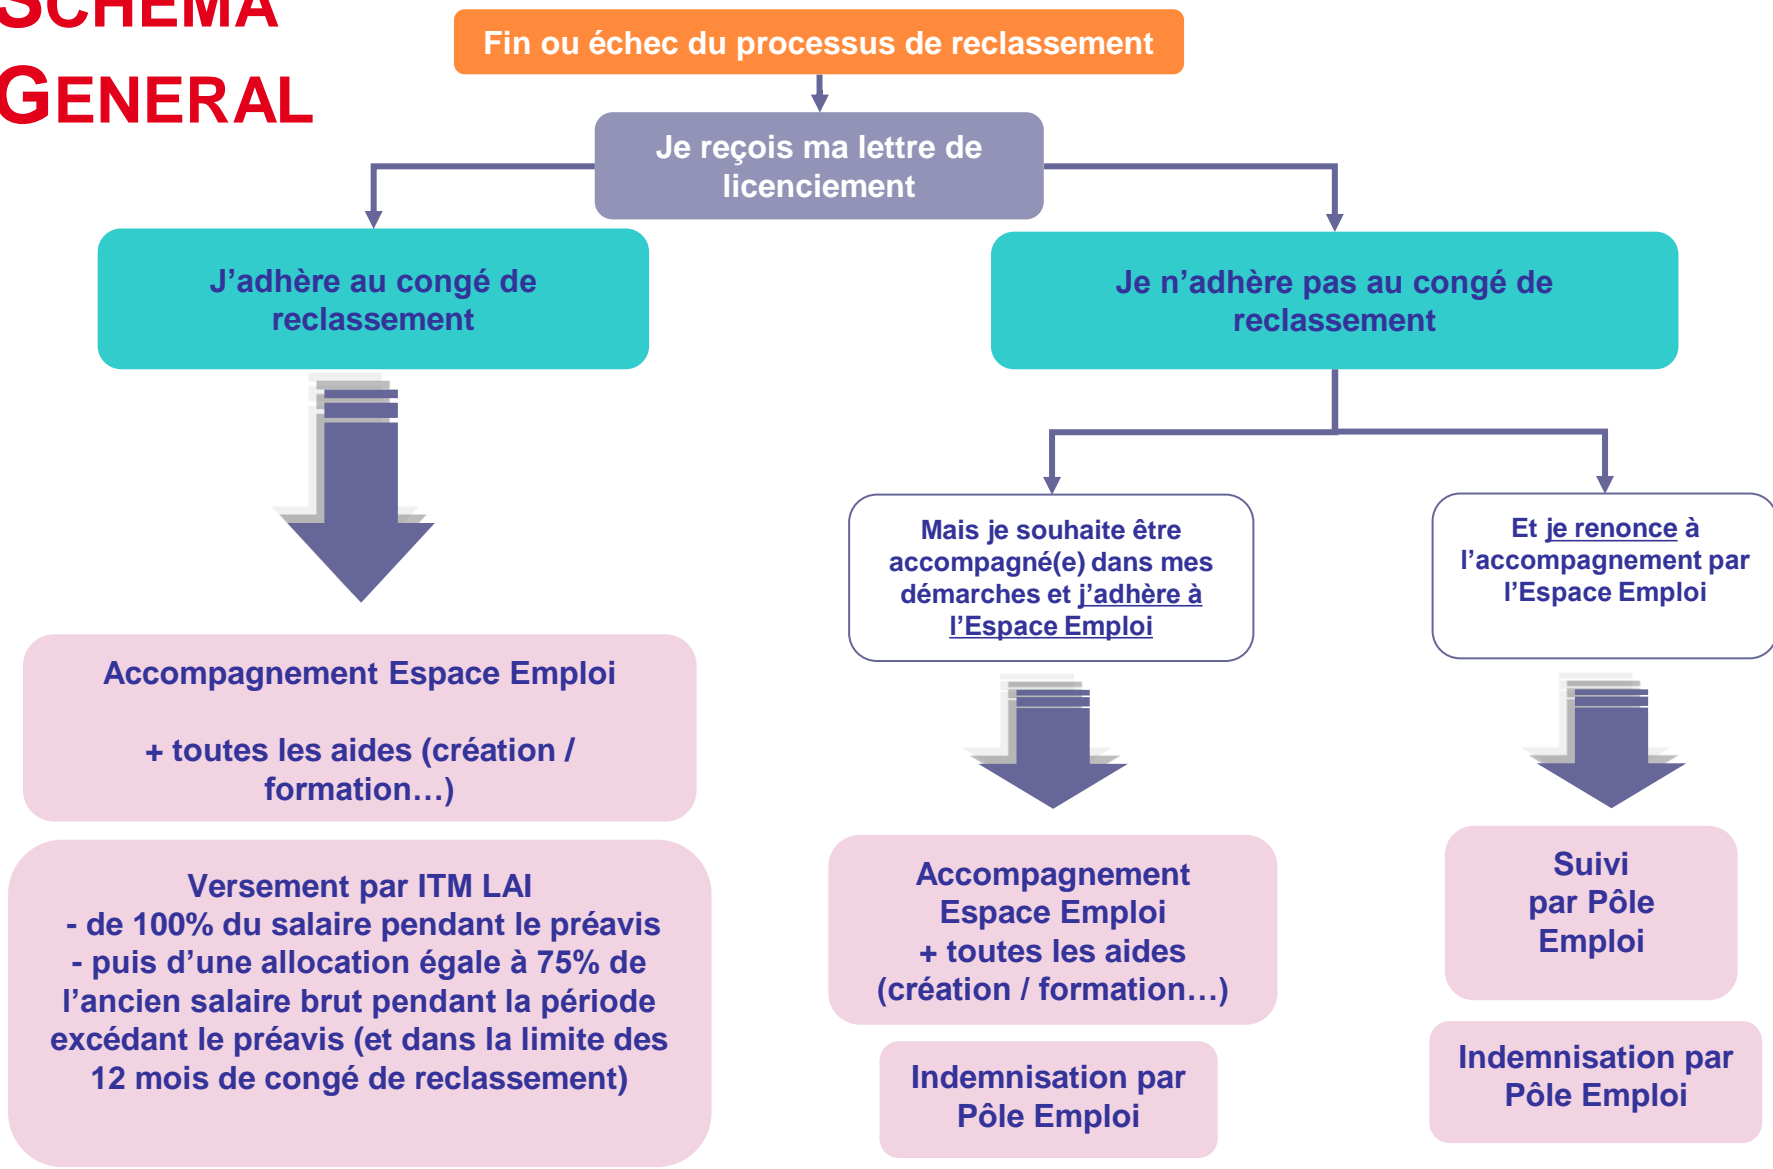 SCHEMA
GENERAL
Fin ou échec du processus de reclassement
Je reçois ma lettre de
licenciement
J’adhère au congé de
reclassement
Je n’adhère pas au congé de
reclassement
Mais je souhaite être
accompagné(e) dans mes
démarches et j’adhère à
l’Espace Emploi
Et je renonce à
l’accompagnement par
l’Espace Emploi
Accompagnement Espace Emploi
+ toutes les aides (création /
formation…)
Versement par ITM LAI
- de 100% du salaire pendant le préavis
- puis d’une allocation égale à 75% de
l’ancien salaire brut pendant la période
excédant le préavis (et dans la limite des
12 mois de congé de reclassement)
Accompagnement
Espace Emploi
+ toutes les aides
(création / formation…)
Indemnisation par
Pôle Emploi
Suivi
par Pôle
Emploi
Indemnisation par
Pôle Emploi